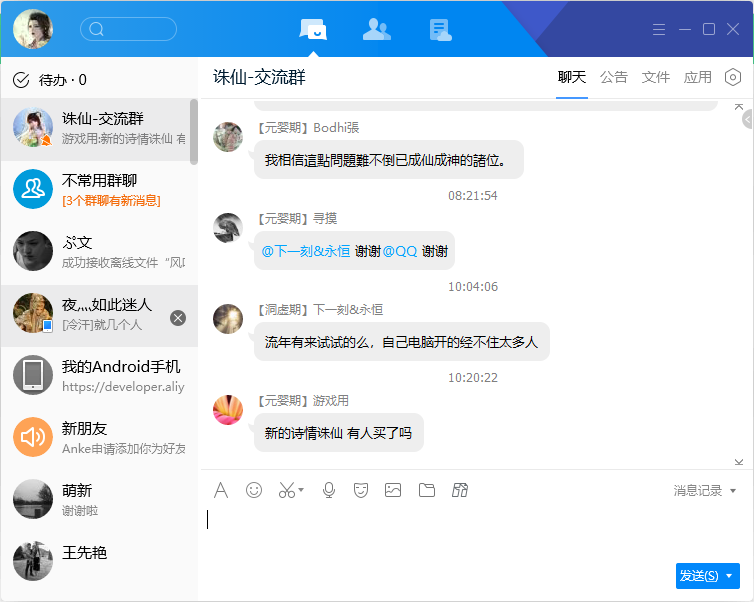 待办 · 0
诛仙-交流群
游戏用:新的诗情诛仙 有
不常用群聊
[3个群聊有新消息]
ぷ文
成功接收离线文件“风
夜灬如此迷人
[冷汗]就几个人
我的Android手机
https://developer.aliy
新朋友
Anke申请添加你为好友
萌新
谢谢啦
王先艳
诛仙-交流群
聊天 公告 文件 应用
【元婴期】Bodhi張
我相信這點問題難不倒已成仙成神的諸位。
08:21:54
【元婴期】寻摸
@下一刻&永恒 谢谢@QQ 谢谢
10:04:06
【洞虚期】下一刻&永恒
流年有来试试的么，自己电脑开的经不住太多人
10:20:22
【元婴期】游戏用
新的诗情诛仙 有人买了吗
消息记录
发送(S)